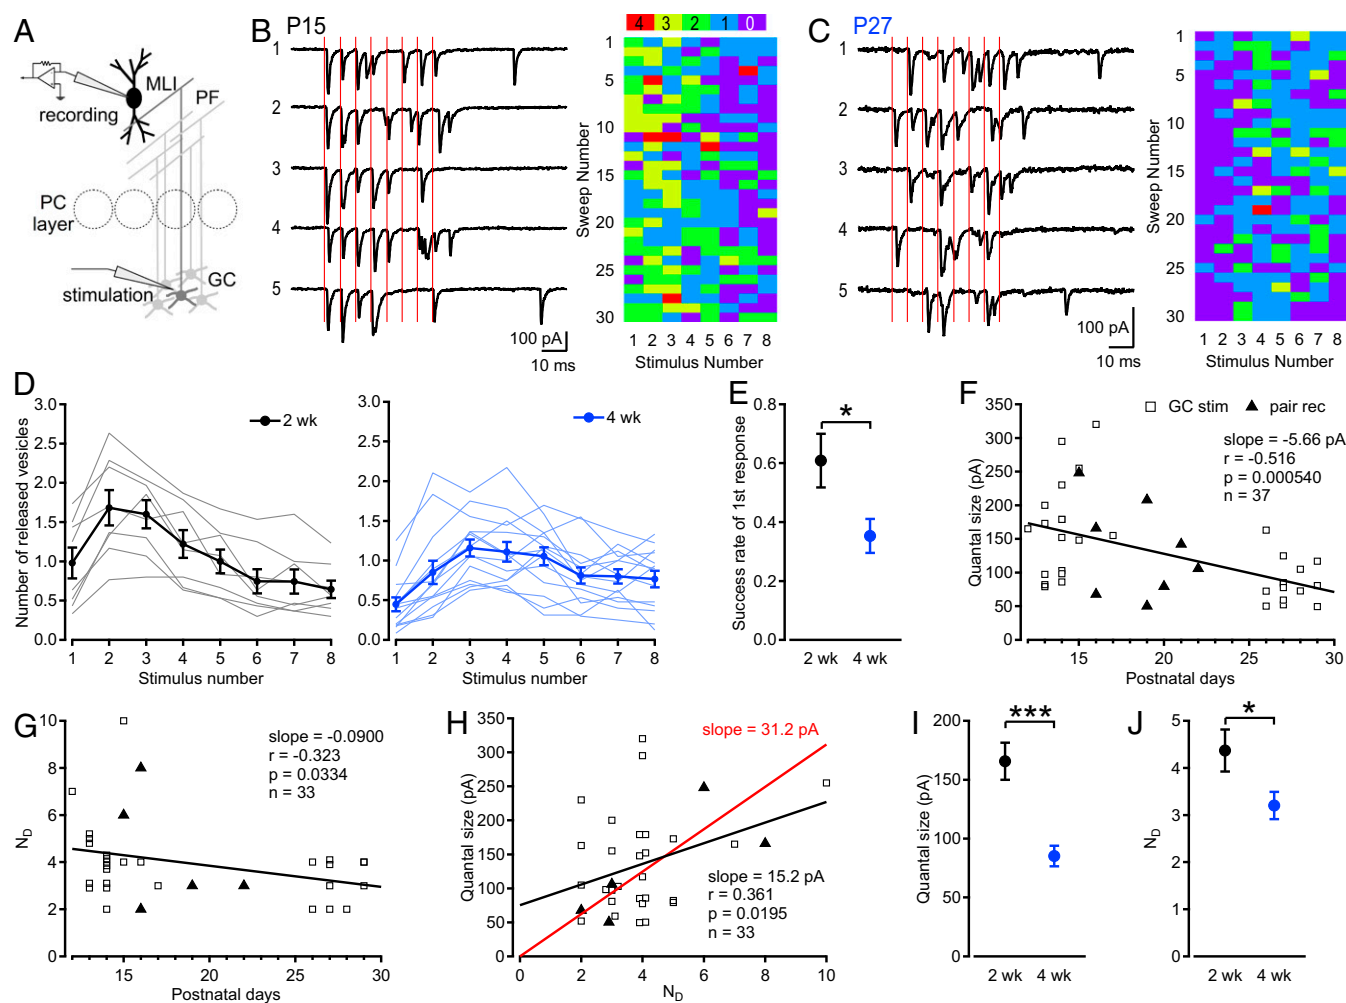 A
MLI
PF
recording
PC
layer
GC
stimulation
B P15
1
2
3
4
5
100 pA
10 ms
4 3 2 1 0
Sweep Number
1
5
10
15
20
25
30
1 2 3 4 5 6 7 8
Stimulus Number
C P27
1
2
3
4
5
100 pA
10 ms
Sweep Number
1
5
10
15
20
25
30
1 2 3 4 5 6 7 8
Stimulus Number
D
Number of released vesicles
3.0
2.5
2.0
1.5
1.0
0.5
0.0
2 wk
1 2 3 4 5 6 7 8
Stimulus number
3.0
2.5
2.0
1.5
1.0
0.5
0.0
4 wk
1 2 3 4 5 6 7 8
Stimulus number
E
Success rate of 1st response
0.8
0.6
0.4
0.2
0.0
*
2 wk 4 wk
F
Quantal size (pA)
350
300
250
200
150
100
50
0
GC stim pair rec
slope = -5.66 pA
r = -0.516
p = 0.000540
n = 37
15 20 25 30
Postnatal days
G
N_D
10
8
6
4
2
0
slope = -0.0900
r = -0.323
p = 0.0334
n = 33
15 20 25 30
Postnatal days
H
Quantal size (pA)
350
300
250
200
150
100
50
0
slope = 31.2 pA
slope = 15.2 pA
r = 0.361
p = 0.0195
n = 33
0 2 4 6 8 10
N_D
I
Quantal size (pA)
200
150
100
50
0
***
2 wk 4 wk
J
N_D
5
4
3
2
1
0
*
2 wk 4 wk